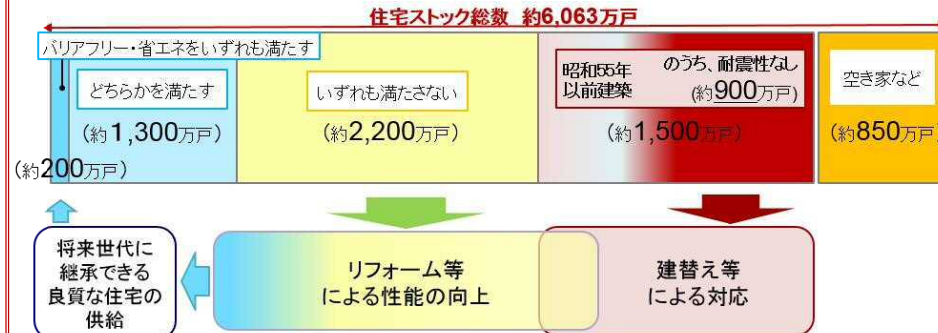 住宅ストック総数 約6,063万戸
バリアフリー・省エネをいずれも満たす
どちらかを満たす
(約1,300万戸)
(約200万戸)
いずれも満たさない
(約2,200万戸)
昭和55年
以前建築
のうち、耐震性なし
(約900万戸)
(約1,500万戸)
空き家など
(約850万戸)
将来世代に
継承できる
良質な住宅の
供給
リフォーム等
による性能の向上
建替え等
による対応